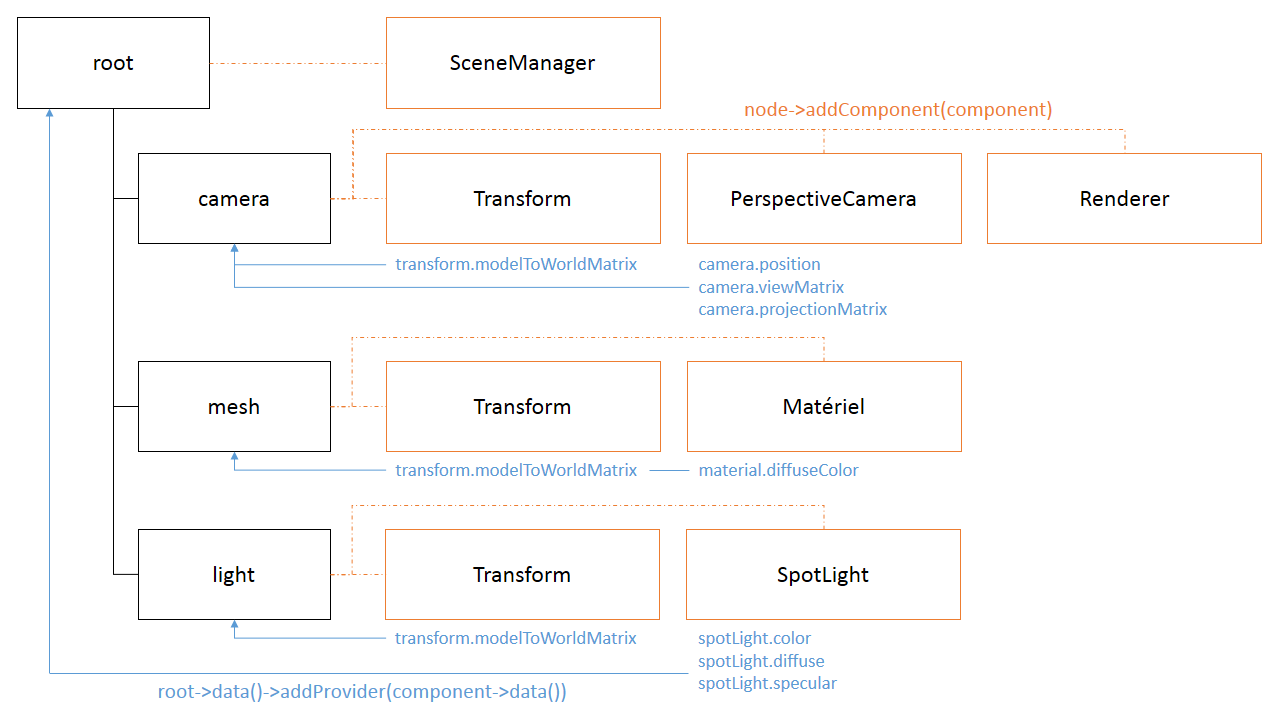 root
SceneManager
node->addComponent(component)
camera
Transform
PerspectiveCamera
Renderer
transform.modelToWorldMatrix
camera.position
camera.viewMatrix
camera.projectionMatrix
mesh
Transform
Matériel
transform.modelToWorldMatrix
material.diffuseColor
light
Transform
SpotLight
transform.modelToWorldMatrix
spotLight.color
spotLight.diffuse
spotLight.specular
root->data()->addProvider(component->data())